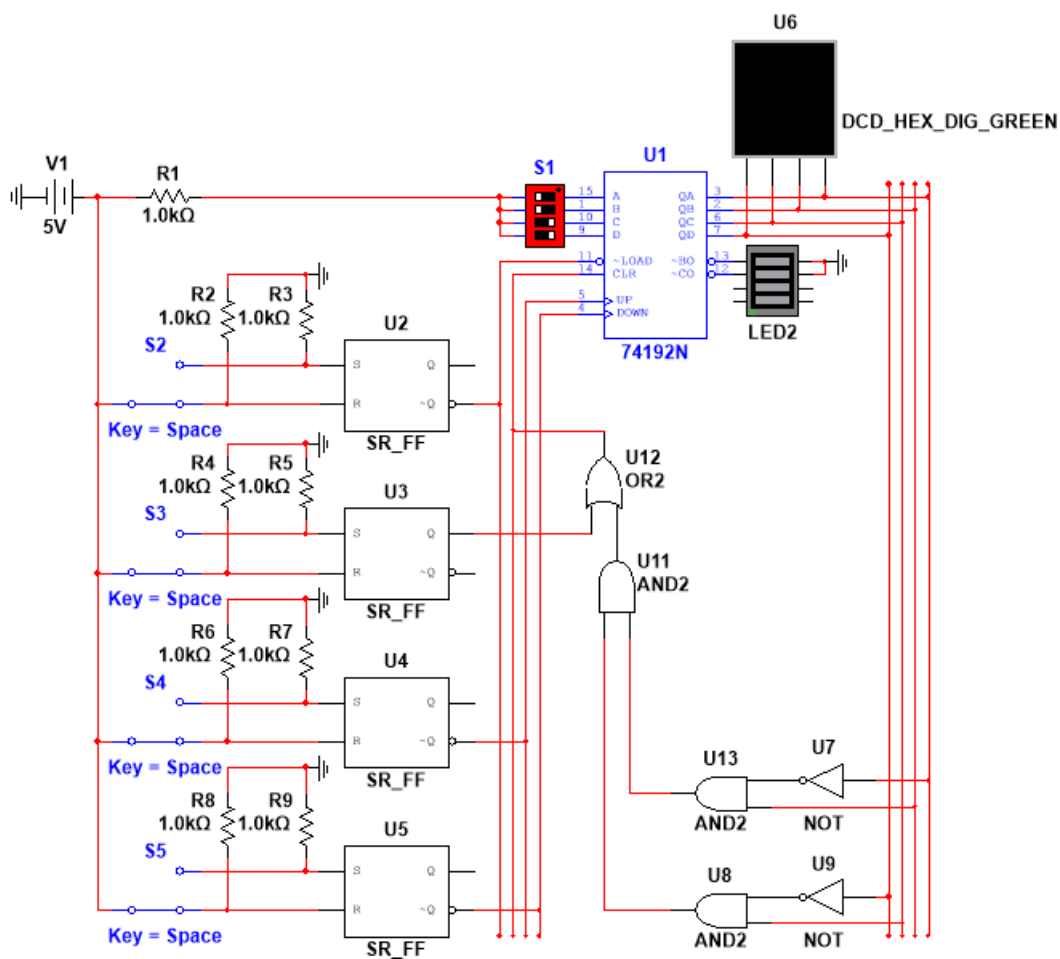 U6
DCD_HEX_DIG_GREEN
V1
5V
R1
1.0kΩ
S1
U1
15 A QA 3
1 B QB 2
10 C QC 6
9 D QD 7
11 ~LOAD ~BO 13
14 CLR ~CO 12
5 UP
4 DOWN
74192N
LED2
R2 R3
1.0kΩ 1.0kΩ
S2
U2
S Q
R ~Q
Key = Space
SR_FF
R4 R5
1.0kΩ 1.0kΩ
S3
U3
S Q
R ~Q
Key = Space
SR_FF
U12
OR2
U11
AND2
R6 R7
1.0kΩ 1.0kΩ
S4
U4
S Q
R ~Q
Key = Space
SR_FF
R8 R9
1.0kΩ 1.0kΩ
S5
U5
S Q
R ~Q
Key = Space
SR_FF
U13 U7
AND2 NOT
U8 U9
AND2 NOT